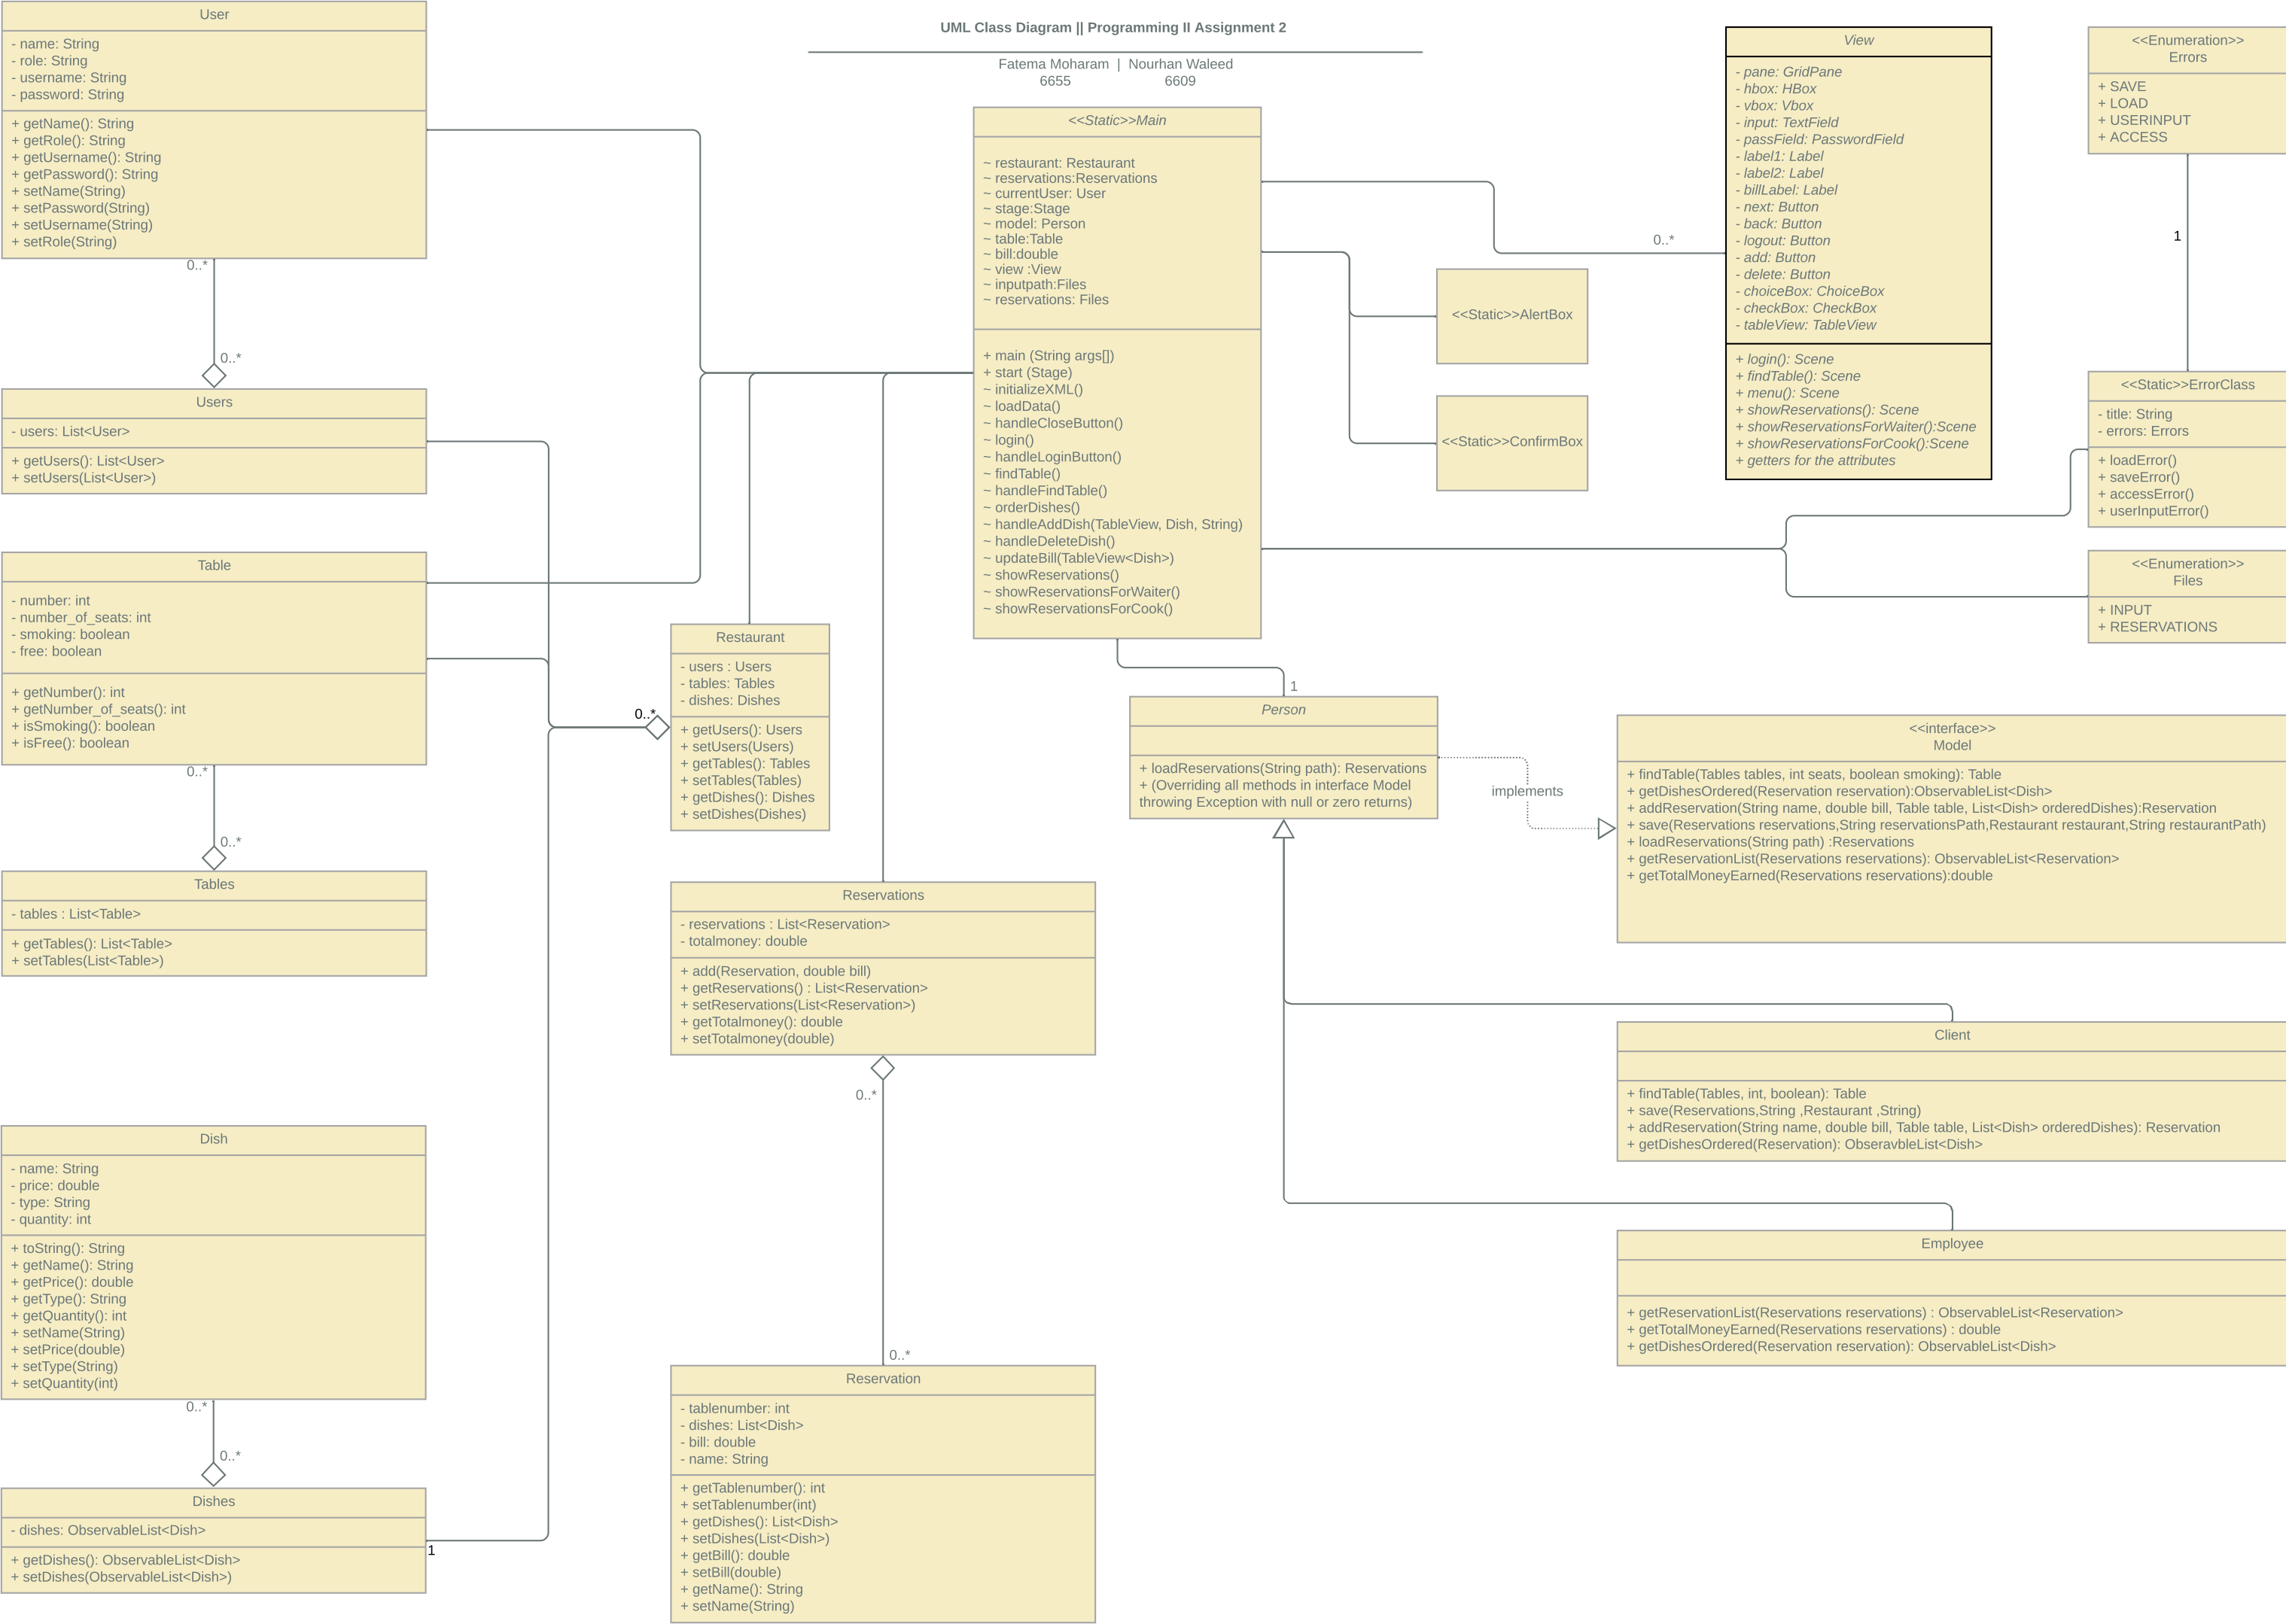 UML Class Diagram || Programming II Assignment 2
Fatema Moharam | Nourhan Waleed
6655 6609
User
- name: String
- role: String
- username: String
- password: String
+ getName(): String
+ getRole(): String
+ getUsername(): String
+ getPassword(): String
+ setName(String)
+ setPassword(String)
+ setUsername(String)
+ setRole(String)
0..*
0..*
Users
- users: List<User>
+ getUsers(): List<User>
+ setUsers(List<User>)
Table
- number: int
- number_of_seats: int
- smoking: boolean
- free: boolean
+ getNumber(): int
+ getNumber_of_seats(): int
+ isSmoking(): boolean
+ isFree(): boolean
0..*
0..*
Tables
- tables : List<Table>
+ getTables(): List<Table>
+ setTables(List<Table>)
Dish
- name: String
- price: double
- type: String
- quantity: int
+ toString(): String
+ getName(): String
+ getPrice(): double
+ getType(): String
+ getQuantity(): int
+ setName(String)
+ setPrice(double)
+ setType(String)
+ setQuantity(int)
0..*
0..*
Dishes
- dishes: ObservableList<Dish>
+ getDishes(): ObservableList<Dish>
+ setDishes(ObservableList<Dish>)
1
0..*
Restaurant
- users : Users
- tables: Tables
- dishes: Dishes
+ getUsers(): Users
+ setUsers(Users)
+ getTables(): Tables
+ setTables(Tables)
+ getDishes(): Dishes
+ setDishes(Dishes)
Reservations
- reservations : List<Reservation>
- totalmoney: double
+ add(Reservation, double bill)
+ getReservations() : List<Reservation>
+ setReservations(List<Reservation>)
+ getTotalmoney(): double
+ setTotalmoney(double)
0..*
0..*
Reservation
- tablenumber: int
- dishes: List<Dish>
- bill: double
- name: String
+ getTablenumber(): int
+ setTablenumber(int)
+ getDishes(): List<Dish>
+ setDishes(List<Dish>)
+ getBill(): double
+ setBill(double)
+ getName(): String
+ setName(String)
<<Static>>Main
~ restaurant: Restaurant
~ reservations:Reservations
~ currentUser: User
~ stage:Stage
~ model: Person
~ table:Table
~ bill:double
~ view :View
~ inputpath:Files
~ reservations: Files
+ main (String args[])
+ start (Stage)
~ initializeXML()
~ loadData()
~ handleCloseButton()
~ login()
~ handleLoginButton()
~ findTable()
~ handleFindTable()
~ orderDishes()
~ handleAddDish(TableView, Dish, String)
~ handleDeleteDish()
~ updateBill(TableView<Dish>)
~ showReservations()
~ showReservationsForWaiter()
~ showReservationsForCook()
<<Static>>AlertBox
<<Static>>ConfirmBox
0..*
View
- pane: GridPane
- hbox: HBox
- vbox: Vbox
- input: TextField
- passField: PasswordField
- label1: Label
- label2: Label
- billLabel: Label
- next: Button
- back: Button
- logout: Button
- add: Button
- delete: Button
- choiceBox: ChoiceBox
- checkBox: CheckBox
- tableView: TableView
+ login(): Scene
+ findTable(): Scene
+ menu(): Scene
+ showReservations(): Scene
+ showReservationsForWaiter():Scene
+ showReservationsForCook():Scene
+ getters for the attributes
<<Enumeration>>
Errors
+ SAVE
+ LOAD
+ USERINPUT
+ ACCESS
1
<<Static>>ErrorClass
- title: String
- errors: Errors
+ loadError()
+ saveError()
+ accessError()
+ userInputError()
<<Enumeration>>
Files
+ INPUT
+ RESERVATIONS
1
Person
+ loadReservations(String path): Reservations
+ (Overriding all methods in interface Model
throwing Exception with null or zero returns)
implements
<<interface>>
Model
+ findTable(Tables tables, int seats, boolean smoking): Table
+ getDishesOrdered(Reservation reservation):ObservableList<Dish>
+ addReservation(String name, double bill, Table table, List<Dish> orderedDishes):Reservation
+ save(Reservations reservations,String reservationsPath,Restaurant restaurant,String restaurantPath)
+ loadReservations(String path) :Reservations
+ getReservationList(Reservations reservations): ObservableList<Reservation>
+ getTotalMoneyEarned(Reservations reservations):double
Client
+ findTable(Tables, int, boolean): Table
+ save(Reservations,String ,Restaurant ,String)
+ addReservation(String name, double bill, Table table, List<Dish> orderedDishes): Reservation
+ getDishesOrdered(Reservation): ObseravbleList<Dish>
Employee
+ getReservationList(Reservations reservations) : ObservableList<Reservation>
+ getTotalMoneyEarned(Reservations reservations) : double
+ getDishesOrdered(Reservation reservation): ObservableList<Dish>